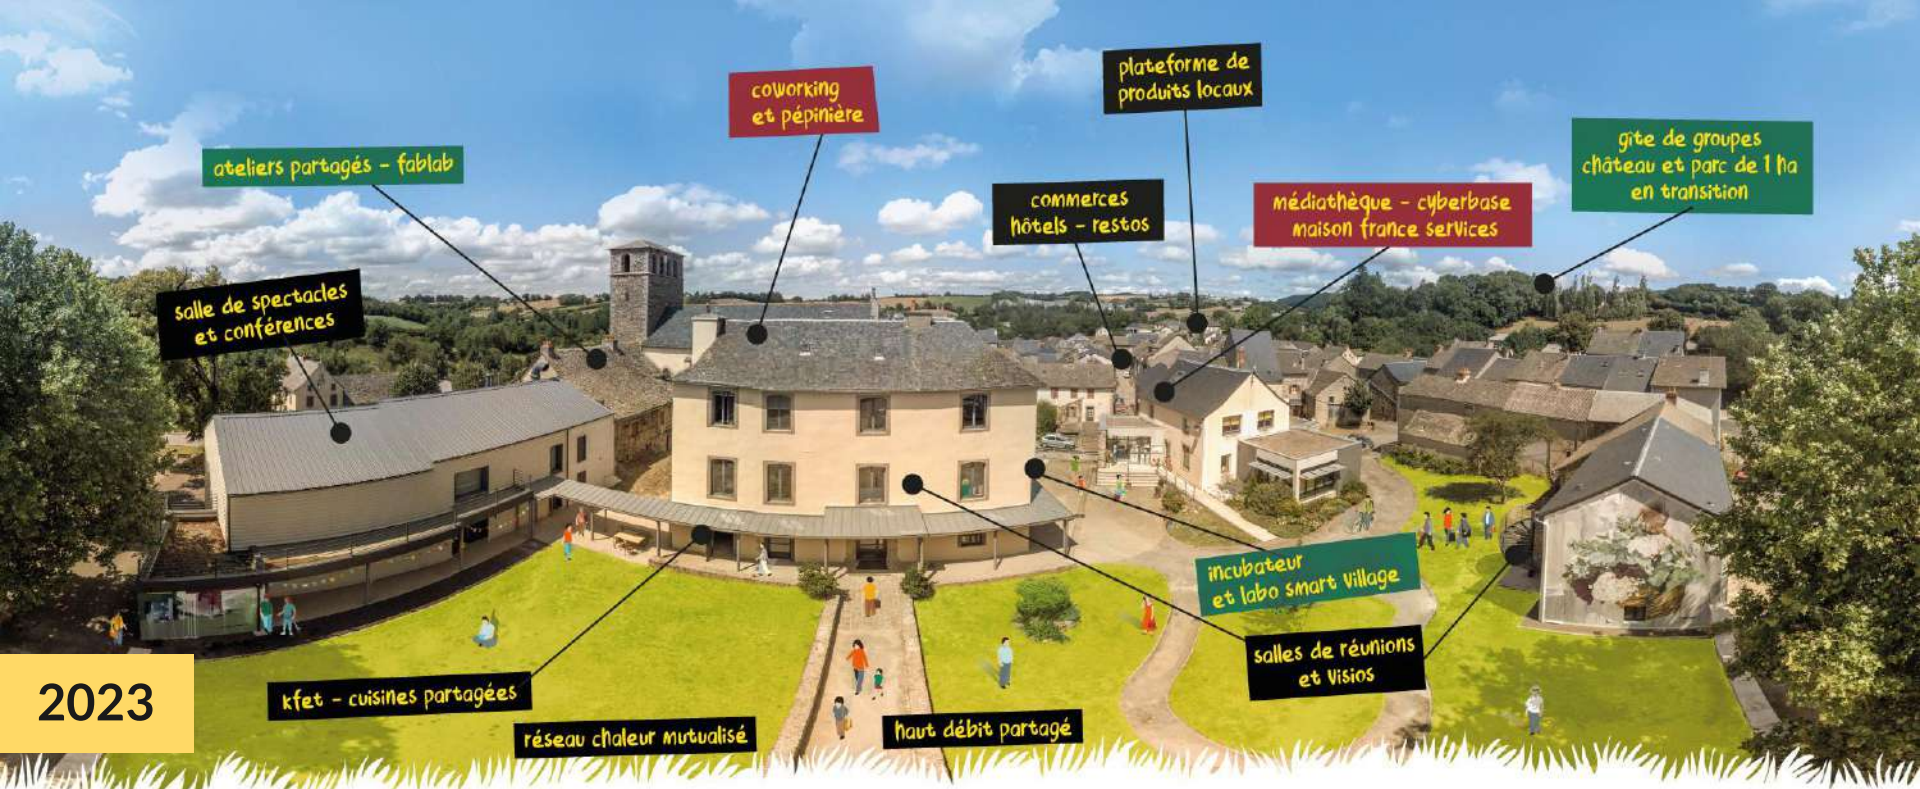 plateforme de
produits locaux
coworking
et pépinière
ateliers partagés - fablab
gîte de groupes
château et parc de 1 ha
en transition
commerces
hôtels - restos
médiathèque - cyberbase
maison france services
salle de spectacles
et conférences
incubateur
et labo smart village
salles de réunions
et visios
kfet - cuisines partagées
réseau chaleur mutualisé
haut débit partagé
2023